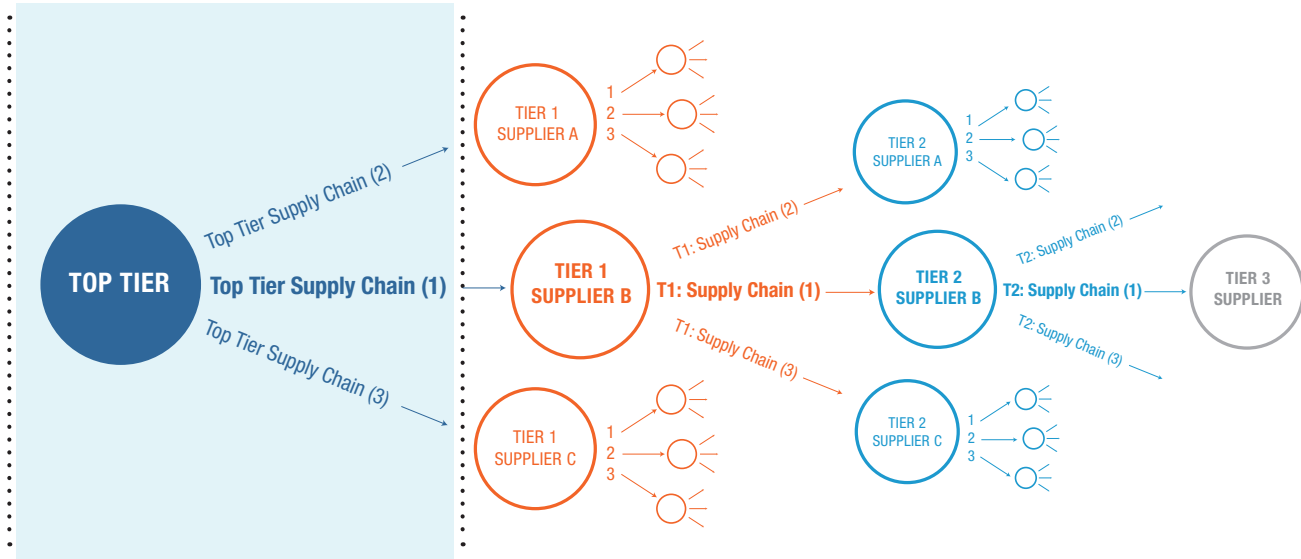 TOP TIER
Top Tier Supply Chain (2)
Top Tier Supply Chain (1)
Top Tier Supply Chain (3)
TIER 1
SUPPLIER A
1
2
3
TIER 1
SUPPLIER B
TIER 1
SUPPLIER C
1
2
3
T1: Supply Chain (2)
T1: Supply Chain (1)
T1: Supply Chain (3)
TIER 2
SUPPLIER A
1
2
3
TIER 2
SUPPLIER B
TIER 2
SUPPLIER C
1
2
3
T2: Supply Chain (2)
T2: Supply Chain (1)
T2: Supply Chain (3)
TIER 3
SUPPLIER